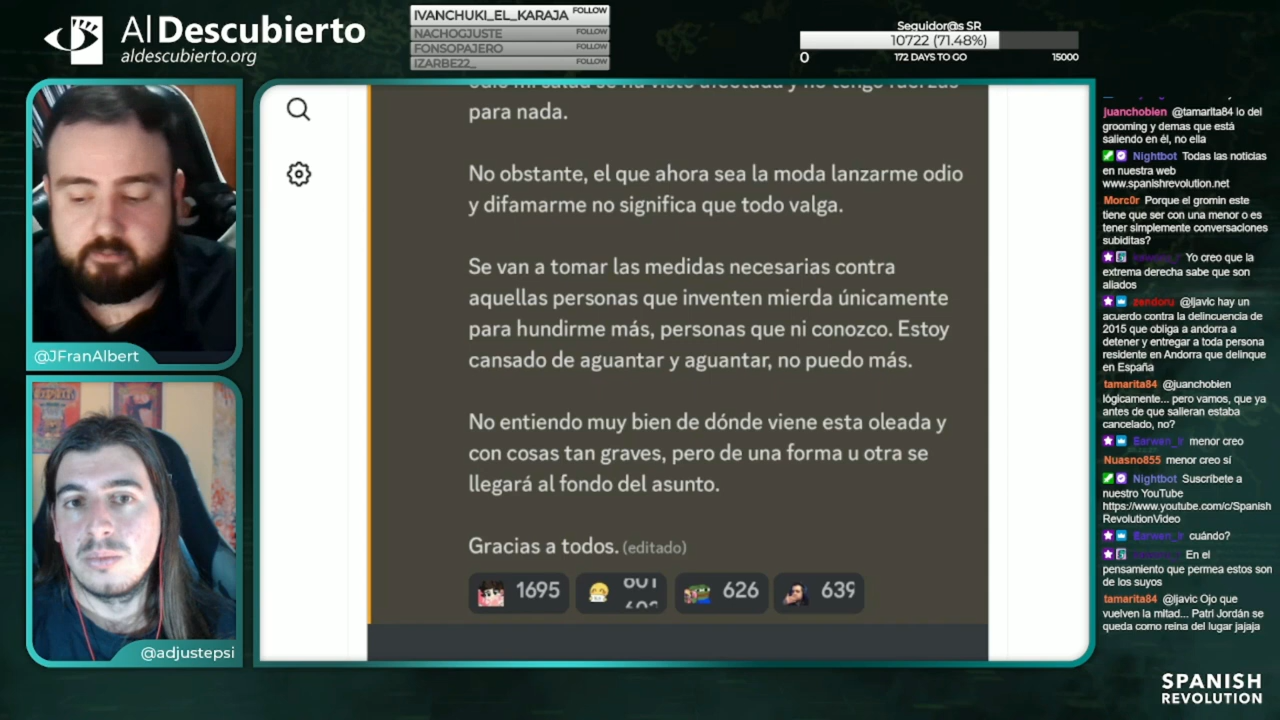 Al Descubierto
aldescubierto.org
IVANCHUKI_EL_KARAJA FOLLOW
NACHOGJUSTE FOLLOW
FONSOPAJERO FOLLOW
IZARBE22_ FOLLOW
Seguidor@s SR
10722 (71.48%)
0 172 DAYS TO GO 15000
@JFranAlbert
@adjustepsi
para nada.
No obstante, el que ahora sea la moda lanzarme odio
y difamarme no significa que todo valga.
Se van a tomar las medidas necesarias contra
aquellas personas que inventen mierda únicamente
para hundirme más, personas que ni conozco. Estoy
cansado de aguantar y aguantar, no puedo más.
No entiendo muy bien de dónde viene esta oleada y
con cosas tan graves, pero de una forma u otra se
llegará al fondo del asunto.
Gracias a todos. (editado)
1695 601 626 639
juanchobien @tamarita84 lo del
grooming y demas que está
saliendo en él, no ella
Nightbot Todas las noticias
en nuestra web
www.spanishrevolution.net
Morc0r Porque el gromin este
tiene que ser con una menor o es
tener simplemente conversaciones
subiditas?
Yo creo que la
extrema derecha sabe que son
aliados
zendoru @ljavic hay un
acuerdo contra la delincuencia de
2015 que obliga a andorra a
detener y entregar a toda persona
residente en Andorra que delinque
en España
tamarita84 @juanchobien
lógicamente... pero vamos, que ya
antes de que salieran estaba
cancelado, no?
Earwen_ir menor creo
Nuasno855 menor creo sí
Nightbot Suscríbete a
nuestro YouTube
https://www.youtube.com/c/Spanish
RevolutionVideo
Earwen_ir cuándo?
En el
pensamiento que permea estos son
de los suyos
tamarita84 @ljavic Ojo que
vuelven la mitad... Patri Jordán se
queda como reina del lugar jajaja
SPANISH
REVOLUTION